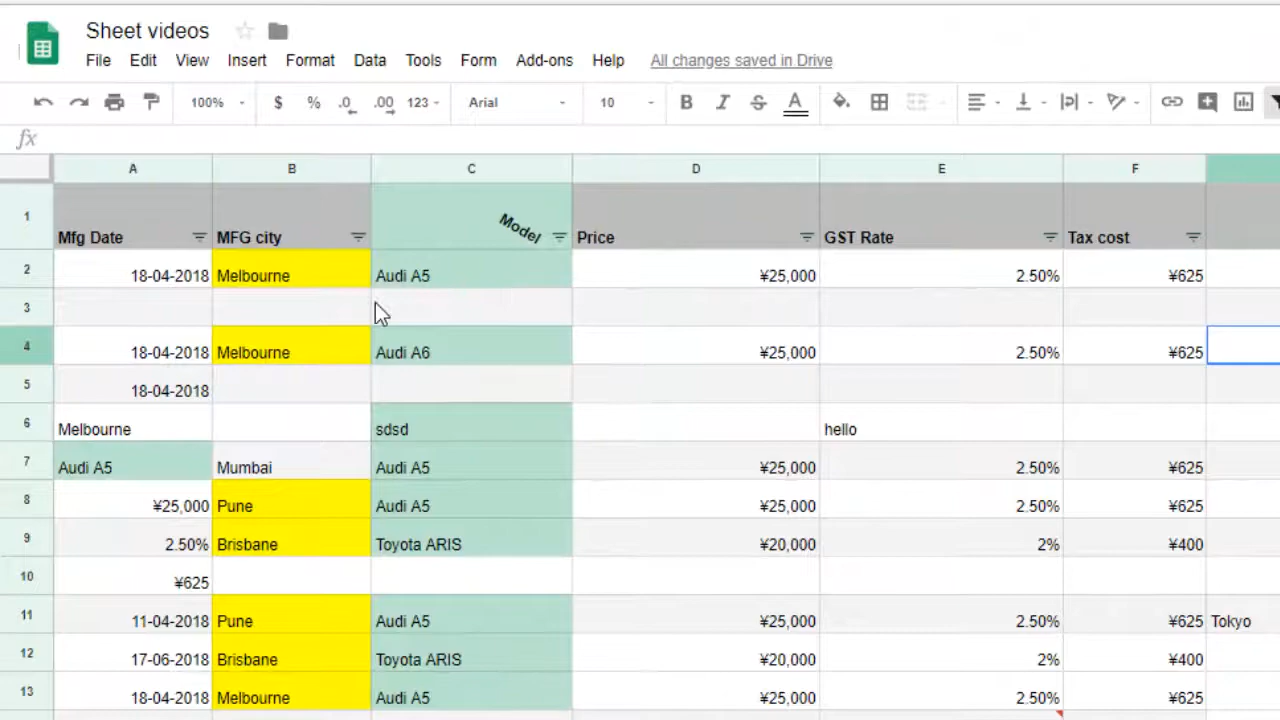 Sheet videos
File Edit View Insert Format Data Tools Form Add-ons Help All changes saved in Drive
100% $ % .0 .00 123 Arial 10 B I S A
fx
A B C D E F
1 Mfg Date MFG city Model Price GST Rate Tax cost
2 18-04-2018 Melbourne Audi A5 ¥25,000 2.50% ¥625
3
4 18-04-2018 Melbourne Audi A6 ¥25,000 2.50% ¥625
5 18-04-2018
6 Melbourne sdsd hello
7 Audi A5 Mumbai Audi A5 ¥25,000 2.50% ¥625
8 ¥25,000 Pune Audi A5 ¥25,000 2.50% ¥625
9 2.50% Brisbane Toyota ARIS ¥20,000 2% ¥400
10 ¥625
11 11-04-2018 Pune Audi A5 ¥25,000 2.50% ¥625 Tokyo
12 17-06-2018 Brisbane Toyota ARIS ¥20,000 2% ¥400
13 18-04-2018 Melbourne Audi A5 ¥25,000 2.50% ¥625